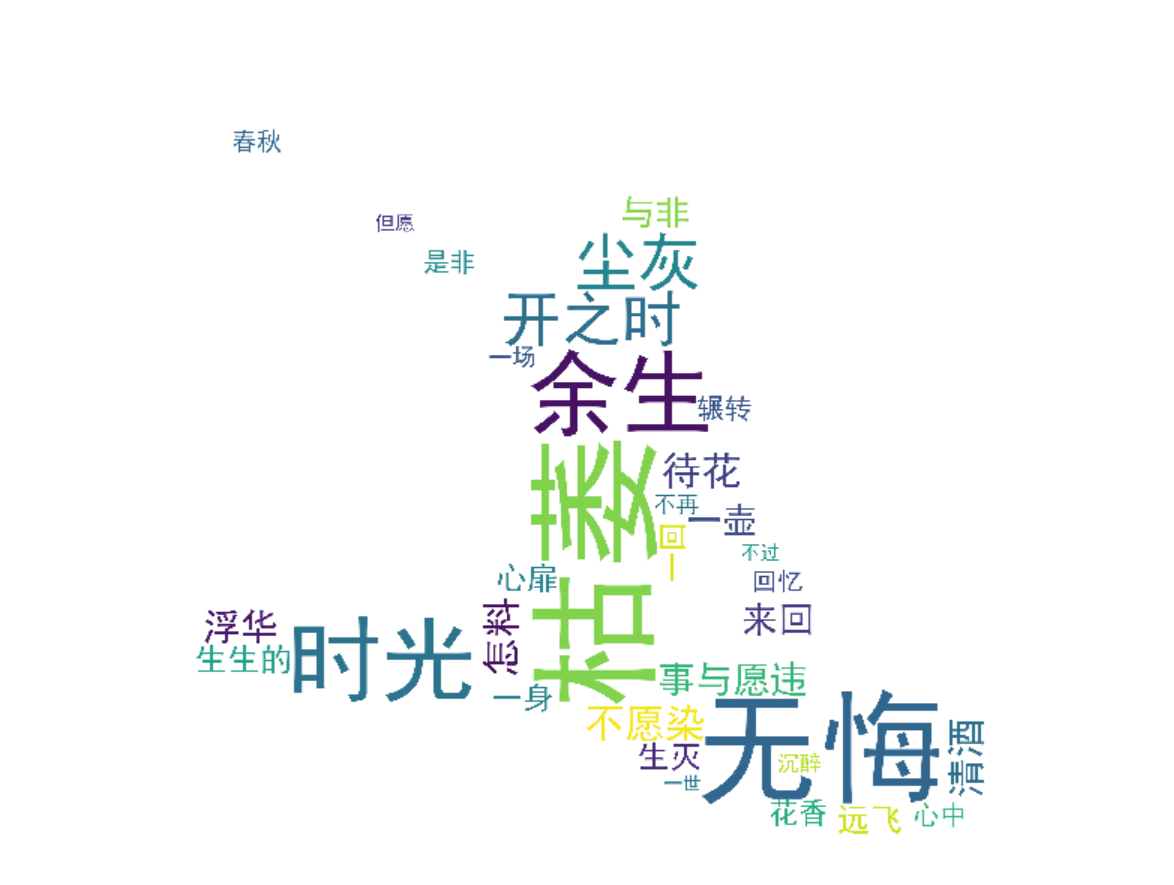 春秋
与非
但愿
是非
尘灰
开之时
一场
余生
辗转
待花
枯萎
不再
一壶
一回
不过
心扉
回忆
浮华
怎料
来回
生生的
时光
一身
事与愿违
不愿染
无悔
清酒
生灭
沉醉
一世
花香
远飞
心中